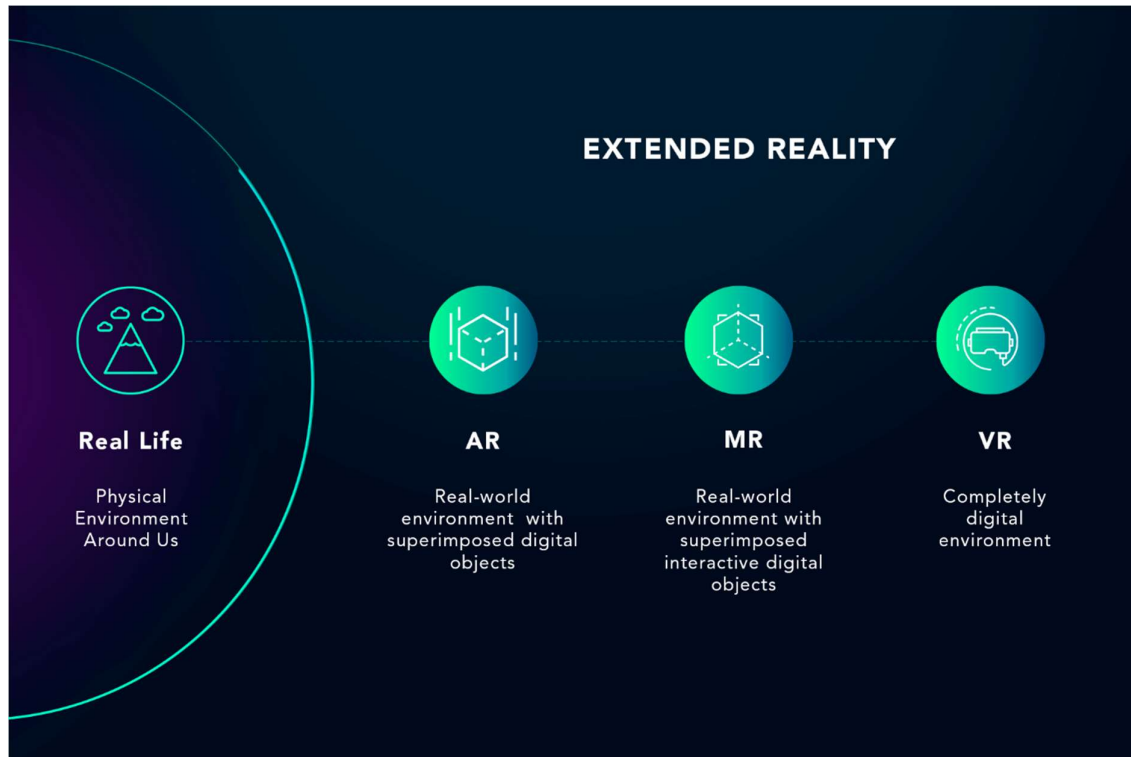 EXTENDED REALITY
Real Life
Physical
Environment
Around Us
AR
Real-world
environment with
superimposed digital
objects
MR
Real-world
environment with
superimposed
interactive digital
objects
VR
Completely
digital
environment